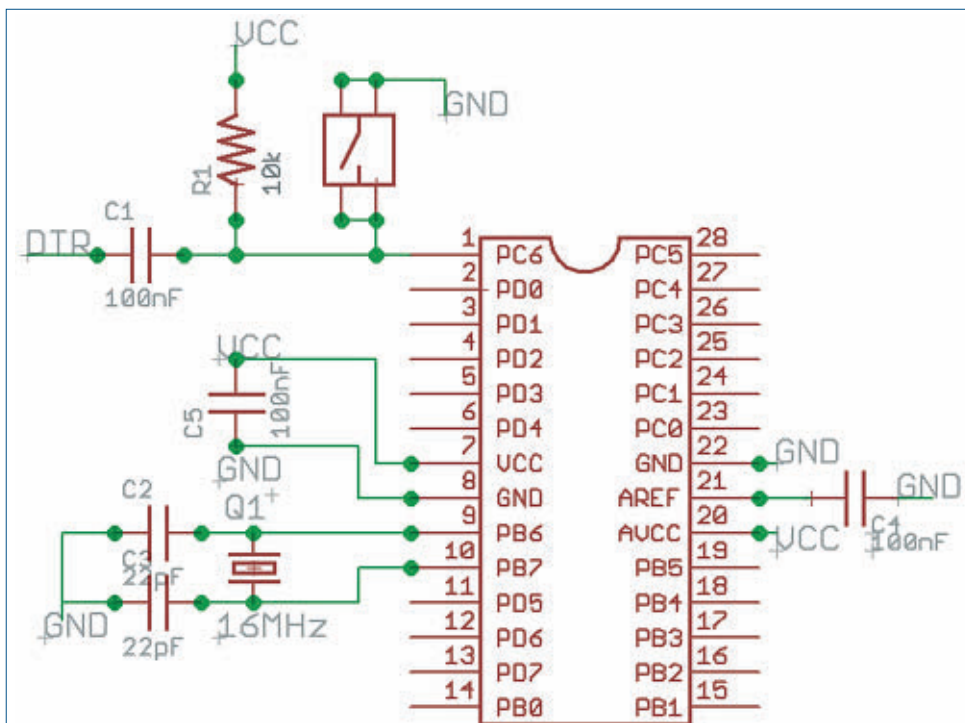 VCC
GND
R1
10k
C1
DTR
100nF
1 PC6
2 PD0
3 PD1
4 PD2
5 PD3
6 PD4
7 VCC
8 GND
9 PB6
10 PB7
11 PD5
12 PD6
13 PD7
14 PB0
28 PC5
27 PC4
26 PC3
25 PC2
24 PC1
23 PC0
22 GND
21 AREF
20 AVCC
19 PB5
18 PB4
17 PB3
16 PB2
15 PB1
VCC
C5
100nF
GND
C2
Q1
C3
22pF
GND
22pF
16MHz
GND
GND
VCC
C4
100nF